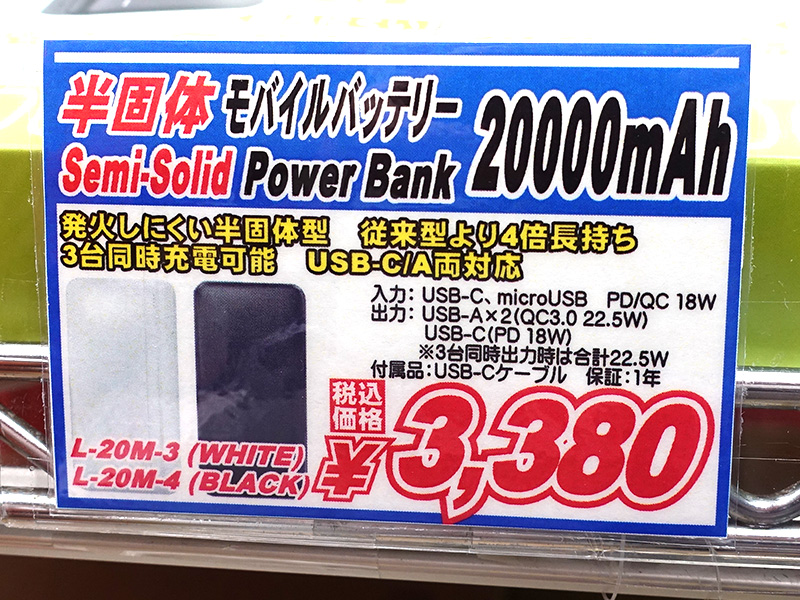 半固体 モバイルバッテリー 20000mAh
Semi-Solid Power Bank
発火しにくい半固体型 従来型より4倍長持ち
3台同時充電可能 USB-C/A両対応
入力：USB-C、microUSB PD/QC 18W
出力：USB-A×2(QC3.0 22.5W)
USB-C(PD 18W)
※3台同時出力時は合計22.5W
付属品：USB-Cケーブル 保証：1年
税込
価格
¥3,380
L-20M-3 (WHITE)
L-20M-4 (BLACK)